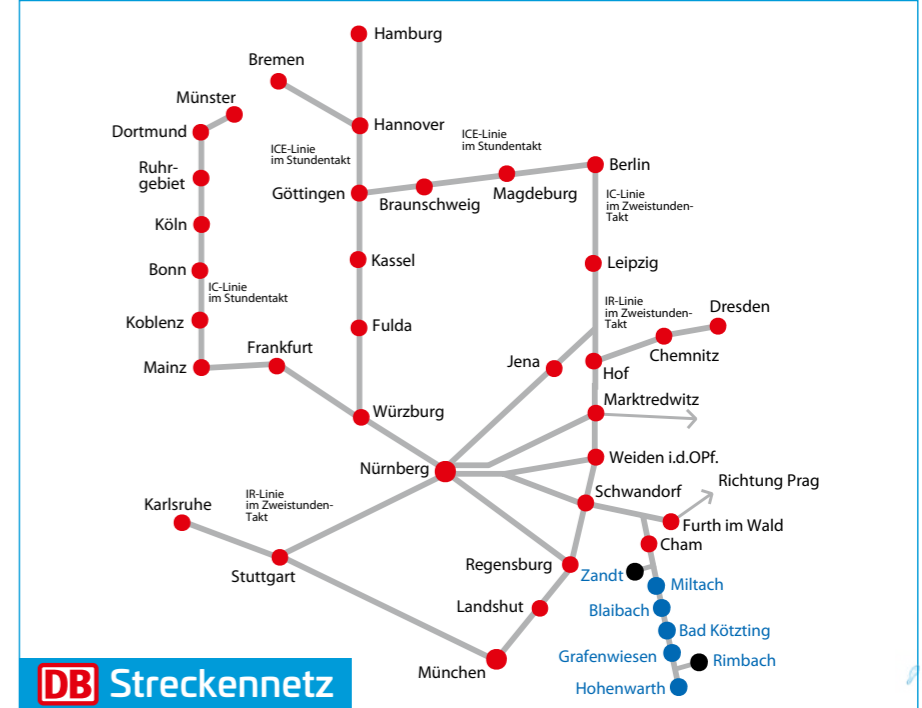 Hamburg
Bremen
Münster
Dortmund
Hannover
ICE-Linie
im Stundentakt
ICE-Linie
im Stundentakt
Berlin
Ruhr-
gebiet
Göttingen
Braunschweig
Magdeburg
IC-Linie
im Zweistunden-
Takt
Köln
Bonn
Kassel
Leipzig
IC-Linie
im Stundentakt
IR-Linie
im Zweistunden-
Takt
Dresden
Koblenz
Fulda
Chemnitz
Mainz
Frankfurt
Jena
Hof
Marktredwitz
Würzburg
Nürnberg
Weiden i.d.OPf.
Richtung Prag
Schwandorf
Karlsruhe
IR-Linie
im Zweistunden-
Takt
Furth im Wald
Cham
Stuttgart
Regensburg
Zandt
Miltach
Landshut
Blaibach
Bad Kötzting
Grafenwiesen
Rimbach
München
Hohenwarth
DB Streckennetz